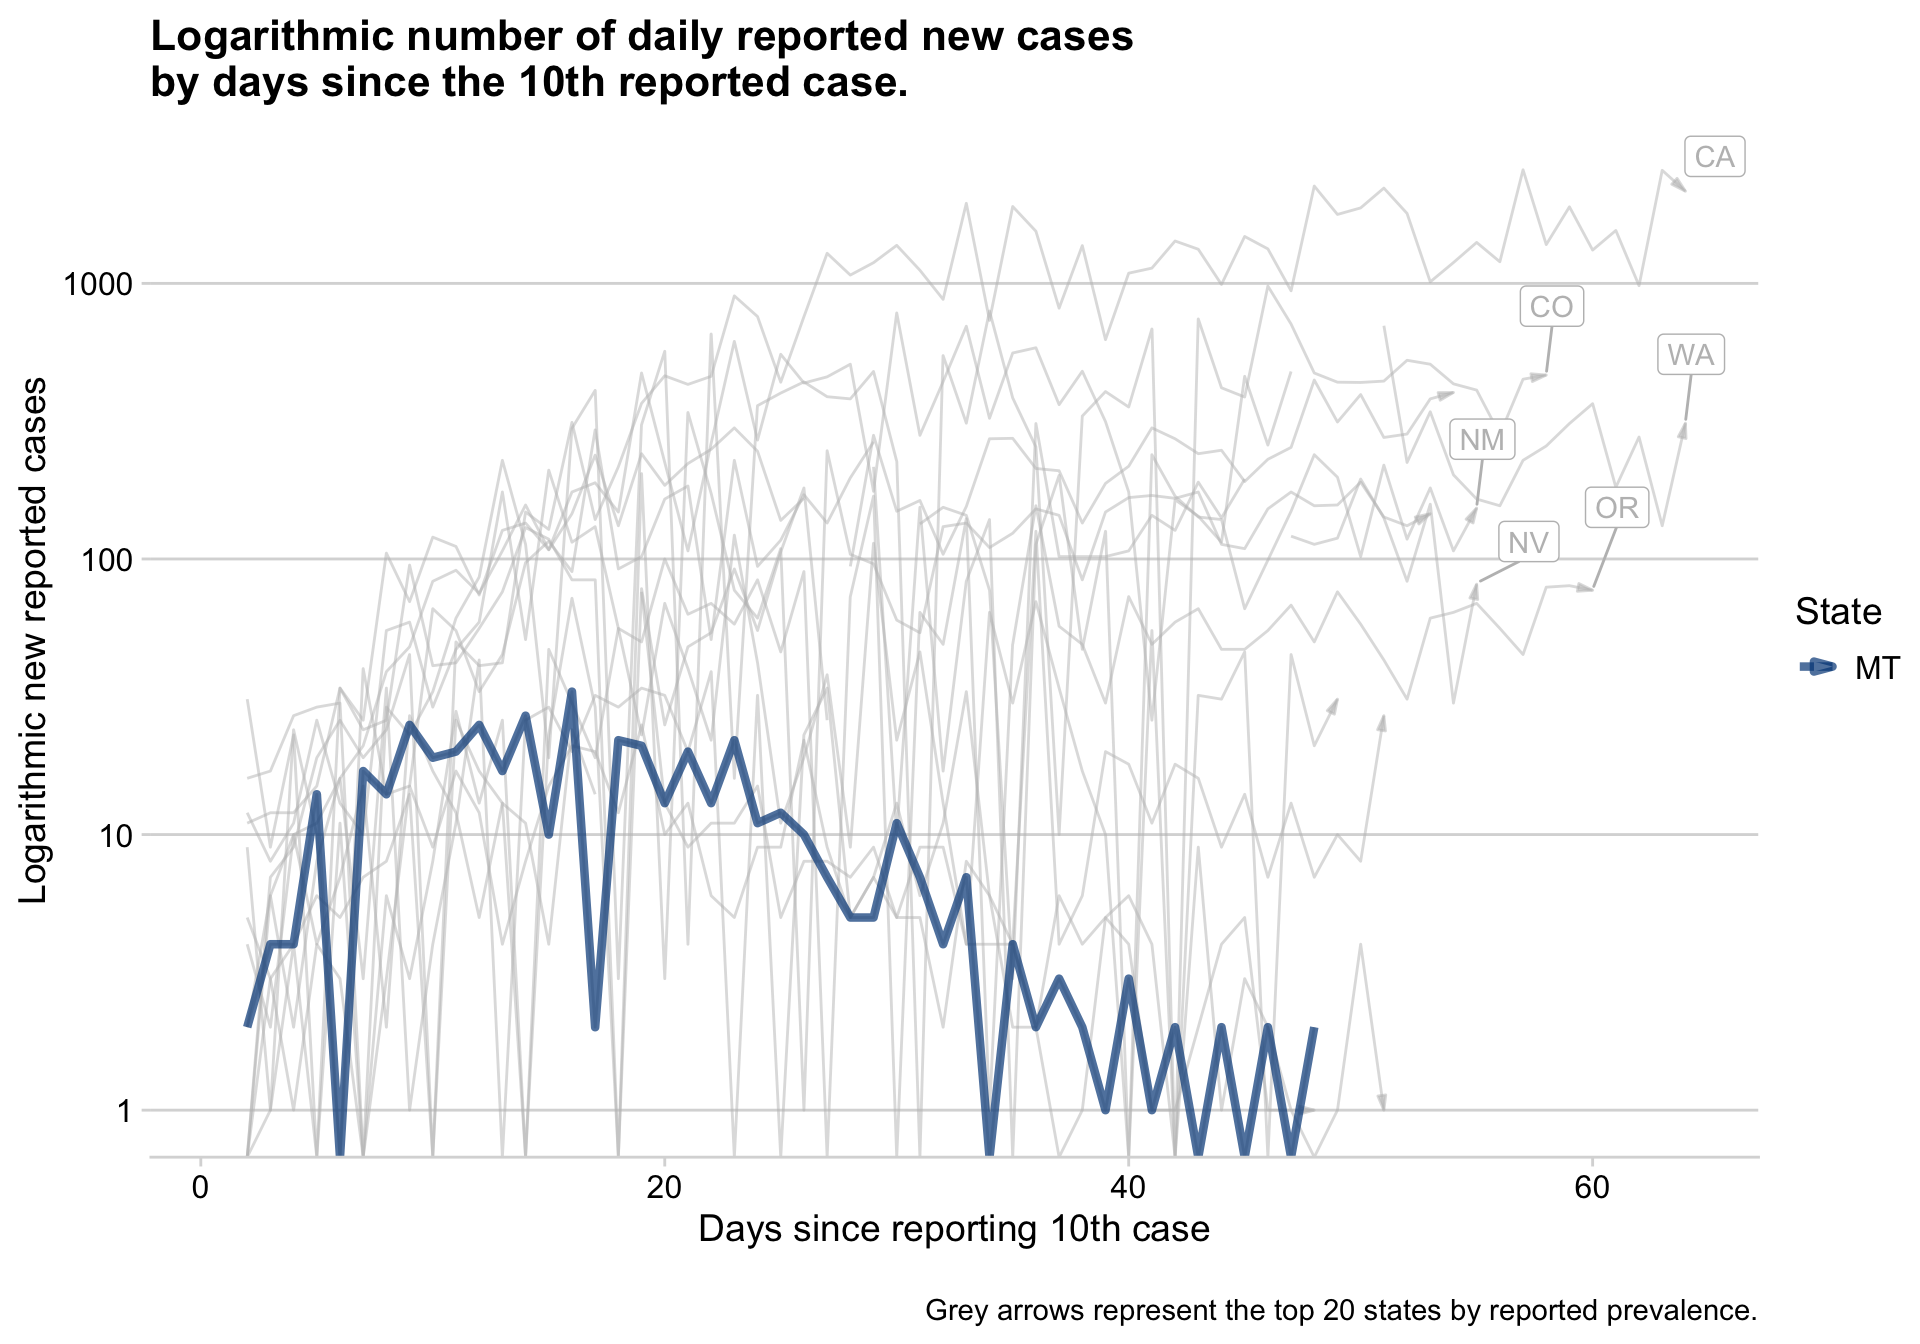 Logarithmic number of daily reported new cases
by days since the 10th reported case.
CA
1000
CO
WA
NM
OR
NV
100
Logarithmic new reported cases
State
MT
10
1
0 20 40 60
Days since reporting 10th case
Grey arrows represent the top 20 states by reported prevalence.